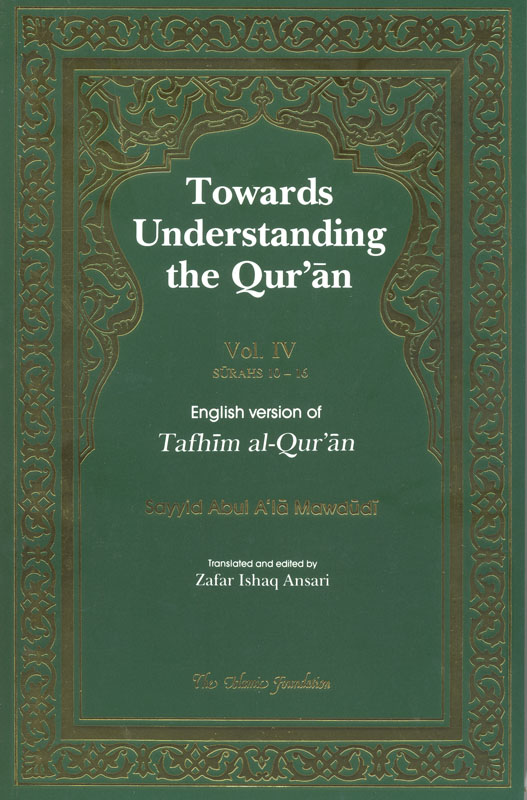 Towards
Understanding
the Qur’ān
Vol. IV
SŪRAHS 10 – 16
English version of
Tafhīm al-Qur’ān
Sayyid Abul A‘lā Mawdūdī
Translated and edited by
Zafar Ishaq Ansari
The Islamic Foundation